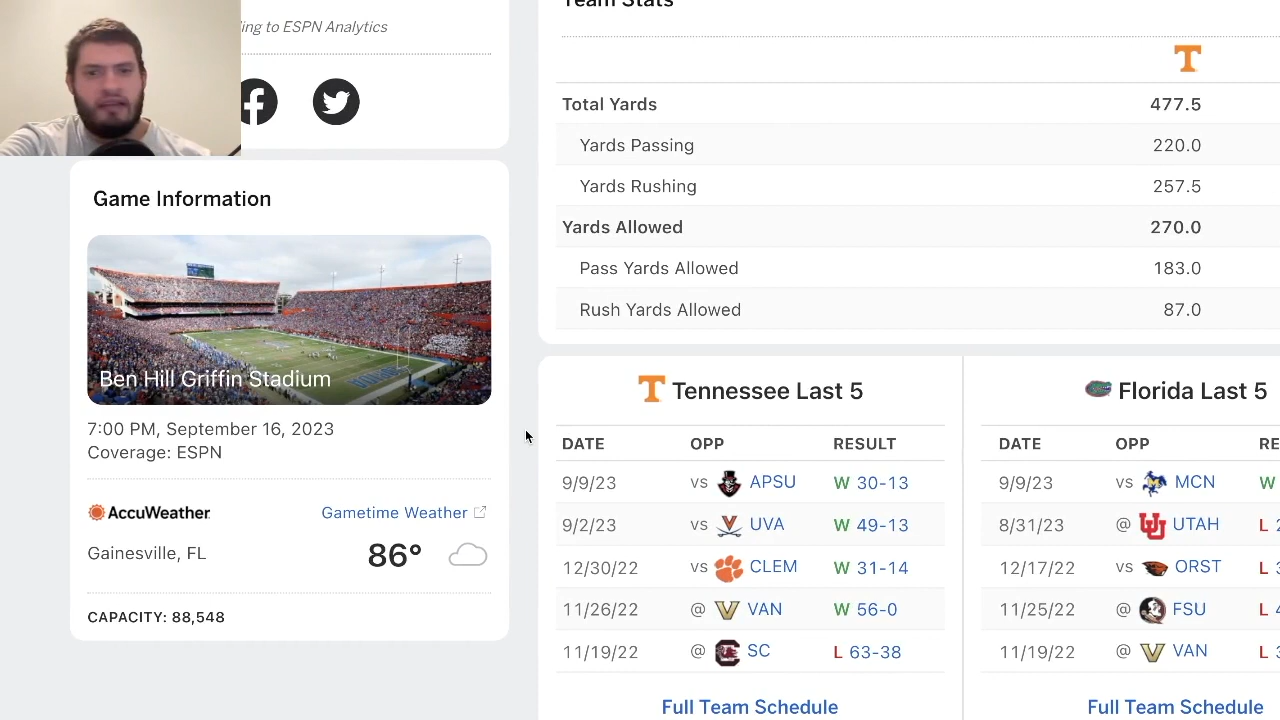 ing to ESPN Analytics
Game Information
Ben Hill Griffin Stadium
7:00 PM, September 16, 2023
Coverage: ESPN
AccuWeather
Gametime Weather
Gainesville, FL
86°
CAPACITY: 88,548
Team Stats
T
Total Yards 477.5
Yards Passing 220.0
Yards Rushing 257.5
Yards Allowed 270.0
Pass Yards Allowed 183.0
Rush Yards Allowed 87.0
T Tennessee Last 5
DATE OPP RESULT
9/9/23 vs APSU W 30-13
9/2/23 vs UVA W 49-13
12/30/22 vs CLEM W 31-14
11/26/22 @ VAN W 56-0
11/19/22 @ SC L 63-38
Full Team Schedule
Florida Last 5
DATE OPP RE
9/9/23 vs MCN W
8/31/23 @ UTAH L 2
12/17/22 vs ORST L 3
11/25/22 @ FSU L 4
11/19/22 @ VAN L 3
Full Team Schedule